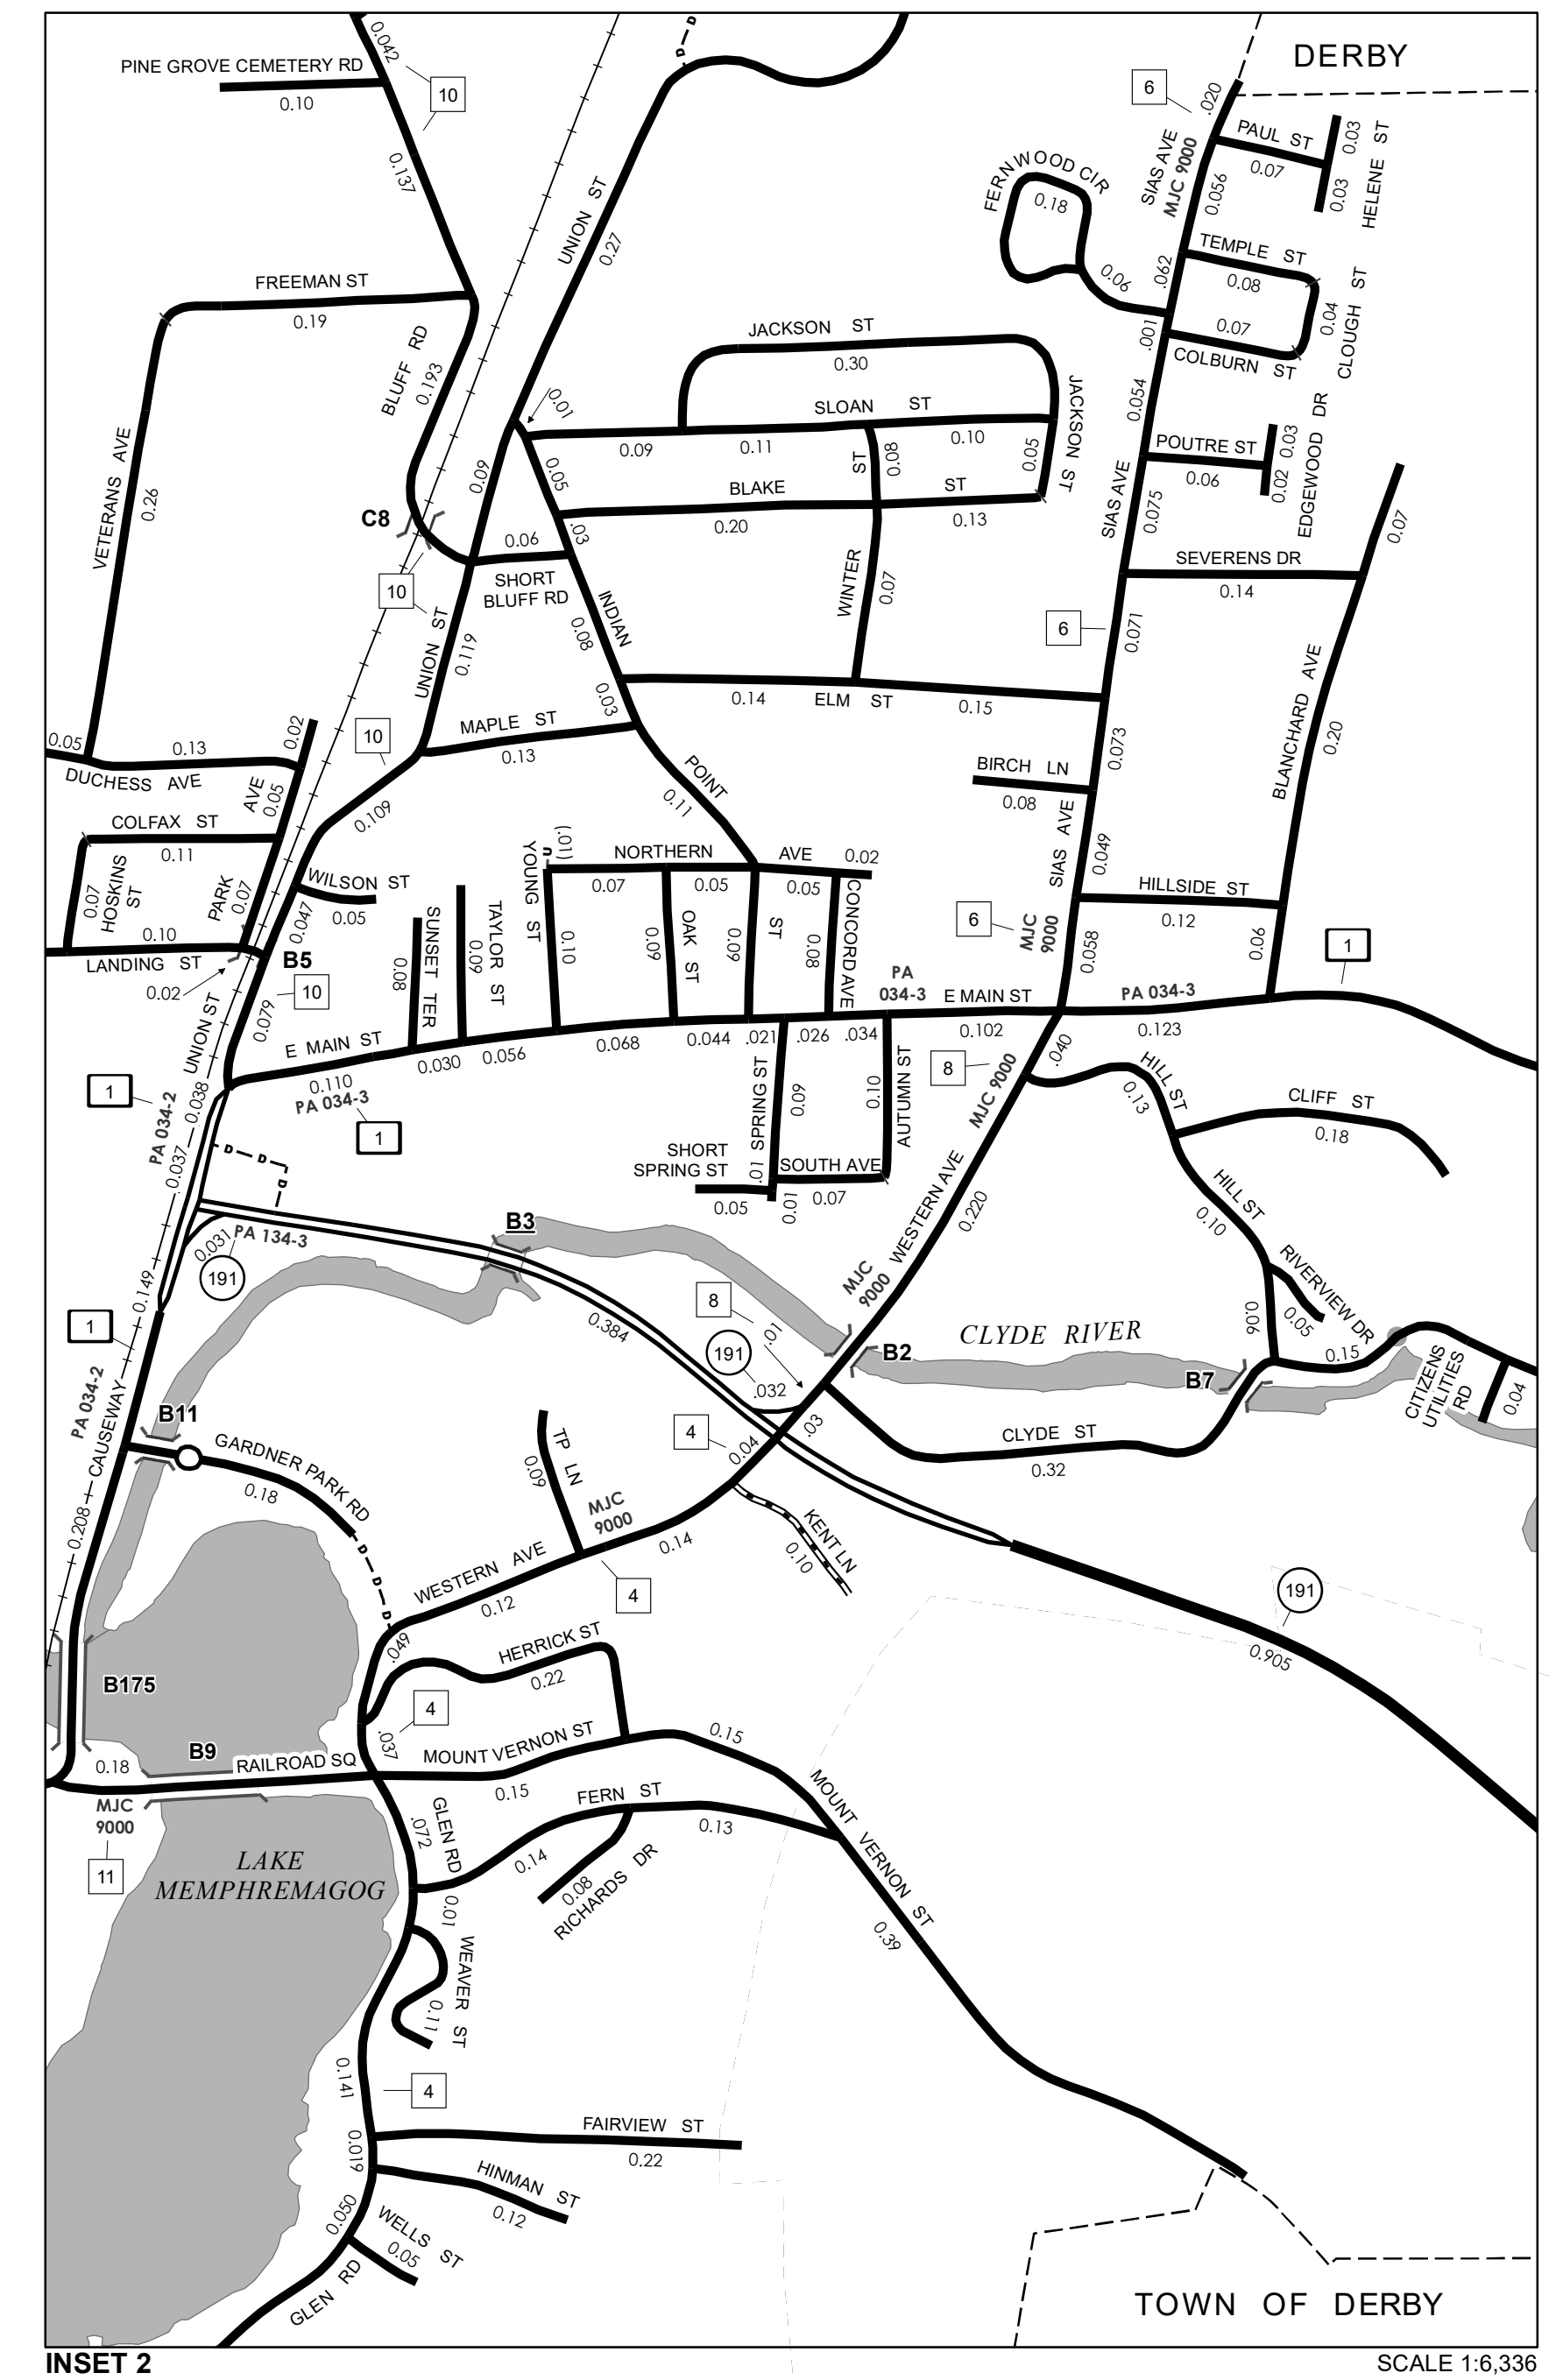 DERBY
PINE GROVE CEMETERY RD
0.10
0.042
10
0.137
6
.020
SIAS AVE
MJC 9000
PAUL ST
0.07
0.03
0.03
HELENE ST
0.056
FERNWOOD CIR
0.18
0.06
.062
TEMPLE ST
0.08
0.04
CLOUGH ST
0.07
COLBURN ST
.001
UNION ST
0.27
FREEMAN ST
0.19
BLUFF RD
0.193
JACKSON ST
0.30
JACKSON ST
0.05
0.01
SLOAN ST
0.09
0.11
0.10
0.054
POUTRE ST
0.06
0.03
0.02
EDGEWOOD DR
VETERANS AVE
0.26
0.09
0.05
ST
0.08
BLAKE ST
0.20
0.13
SIAS AVE
0.075
0.07
C8
.03
0.06
SHORT
BLUFF RD
10
SEVERENS DR
0.14
WINTER
0.07
INDIAN
0.08
UNION ST
0.119
6
0.071
0.03
0.14
ELM ST
0.15
BLANCHARD AVE
0.20
MAPLE ST
0.13
10
0.05
0.13
0.02
DUCHESS AVE
AVE
0.05
0.073
BIRCH LN
0.08
POINT
0.11
0.109
COLFAX ST
0.11
HOSKINS
ST
0.07
PARK
0.07
WILSON ST
0.05
0.047
YOUNG ST
(.01)
NORTHERN AVE
0.02
0.07
0.05
0.05
SIAS AVE
0.049
HILLSIDE ST
0.12
0.06
0.10
LANDING ST
0.02
B5
10
0.079
SUNSET TER
0.08
TAYLOR ST
0.09
0.10
OAK ST
0.09
0.09
ST
0.08
CONCORD AVE
6
MJC
9000
0.058
1
PA
034-3
E MAIN ST
0.102
PA 034-3
0.123
UNION ST
E MAIN ST
0.110
PA 034-3
0.030
0.056
0.068
0.044
.021
.026
.034
1
PA 034-2
0.038
1
8
.040
MJC 9000
HILL ST
0.13
CLIFF ST
0.18
SPRING ST
0.09
0.10
AUTUMN ST
SHORT
SPRING ST
.01
SOUTH AVE
0.05
0.01
0.07
.037
PA 134-3
0.031
191
B3
WESTERN AVE
0.220
HILL ST
0.10
RIVERVIEW DR
0.05
0.06
0.15
0.149
1
0.384
8
.01
191
.032
MJC
9000
CLYDE RIVER
B2
B7
CITIZENS
UTILITIES
RD
0.04
PA 034-2
CAUSEWAY
B11
GARDNER PARK RD
0.18
4
0.04
.03
CLYDE ST
0.32
TP LN
0.09
MJC
9000
0.14
KENT LN
0.10
0.208
WESTERN AVE
0.12
4
191
0.905
.049
HERRICK ST
0.22
B175
4
.037
MOUNT VERNON ST
0.15
0.15
0.18
B9
RAILROAD SQ
MJC
9000
11
GLEN RD
.072
FERN ST
0.14
0.13
RICHARDS DR
0.08
MOUNT VERNON ST
0.39
LAKE
MEMPHREMAGOG
0.01
WEAVER ST
0.11
0.141
4
FAIRVIEW ST
0.22
0.019
HINMAN ST
0.12
0.050
WELLS ST
0.05
GLEN RD
TOWN OF DERBY
INSET 2
SCALE 1:6,336